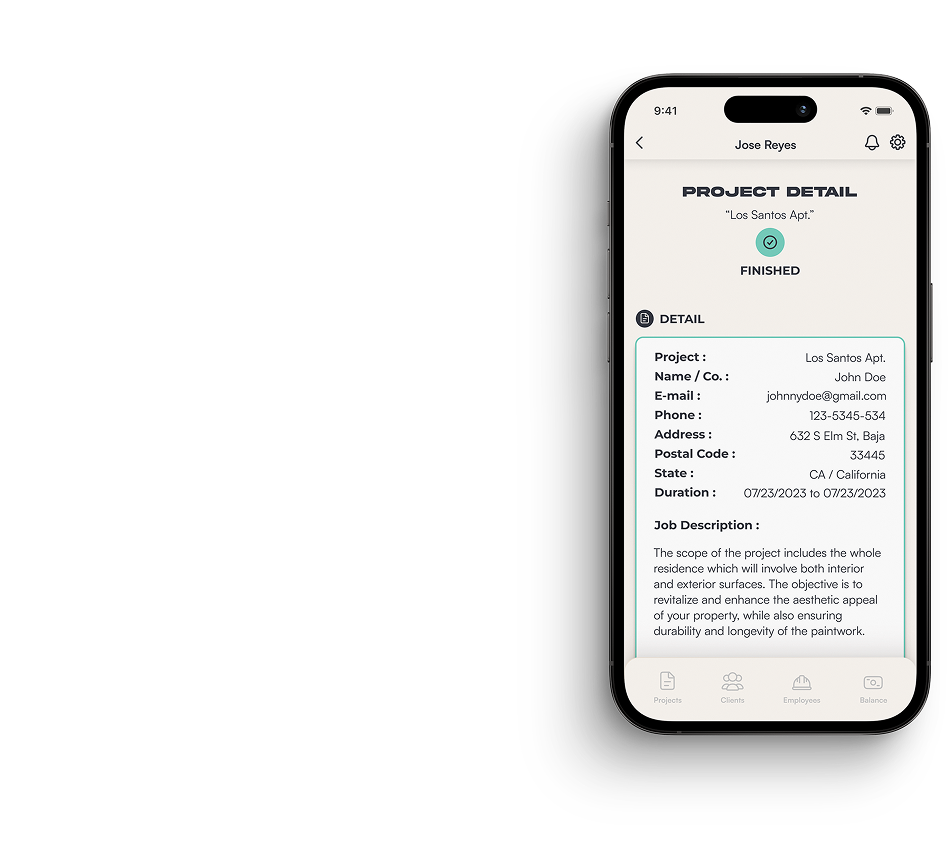 9:41
Jose Reyes
PROJECT DETAIL
“Los Santos Apt.”
FINISHED
DETAIL
Project : Los Santos Apt.
Name / Co. : John Doe
E-mail : johnnydoe@gmail.com
Phone : 123-5345-534
Address : 632 S Elm St, Baja
Postal Code : 33445
State : CA / California
Duration : 07/23/2023 to 07/23/2023
Job Description :
The scope of the project includes the whole
residence which will involve both interior
and exterior surfaces. The objective is to
revitalize and enhance the aesthetic appeal
of your property, while also ensuring
durability and longevity of the paintwork.
Projects Clients Employees Balance